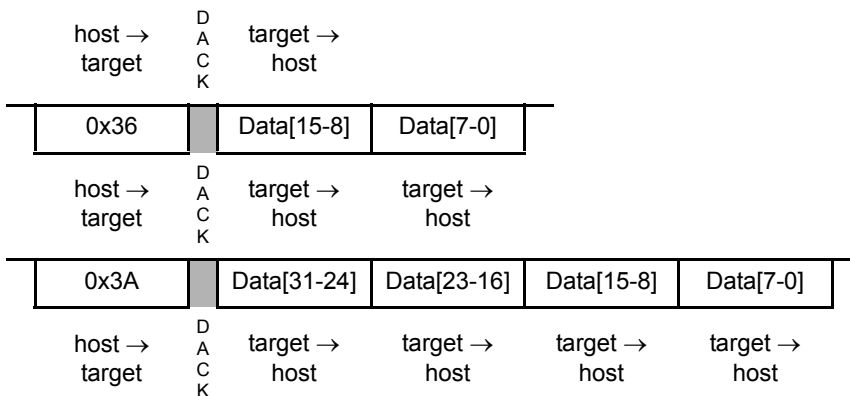 host → D A C K target →
target host
0x36 Data[15-8] Data[7-0]
host → D A C K target → target →
target host host
0x3A Data[31-24] Data[23-16] Data[15-8] Data[7-0]
host → D A C K target → target → target → target →
target host host host host